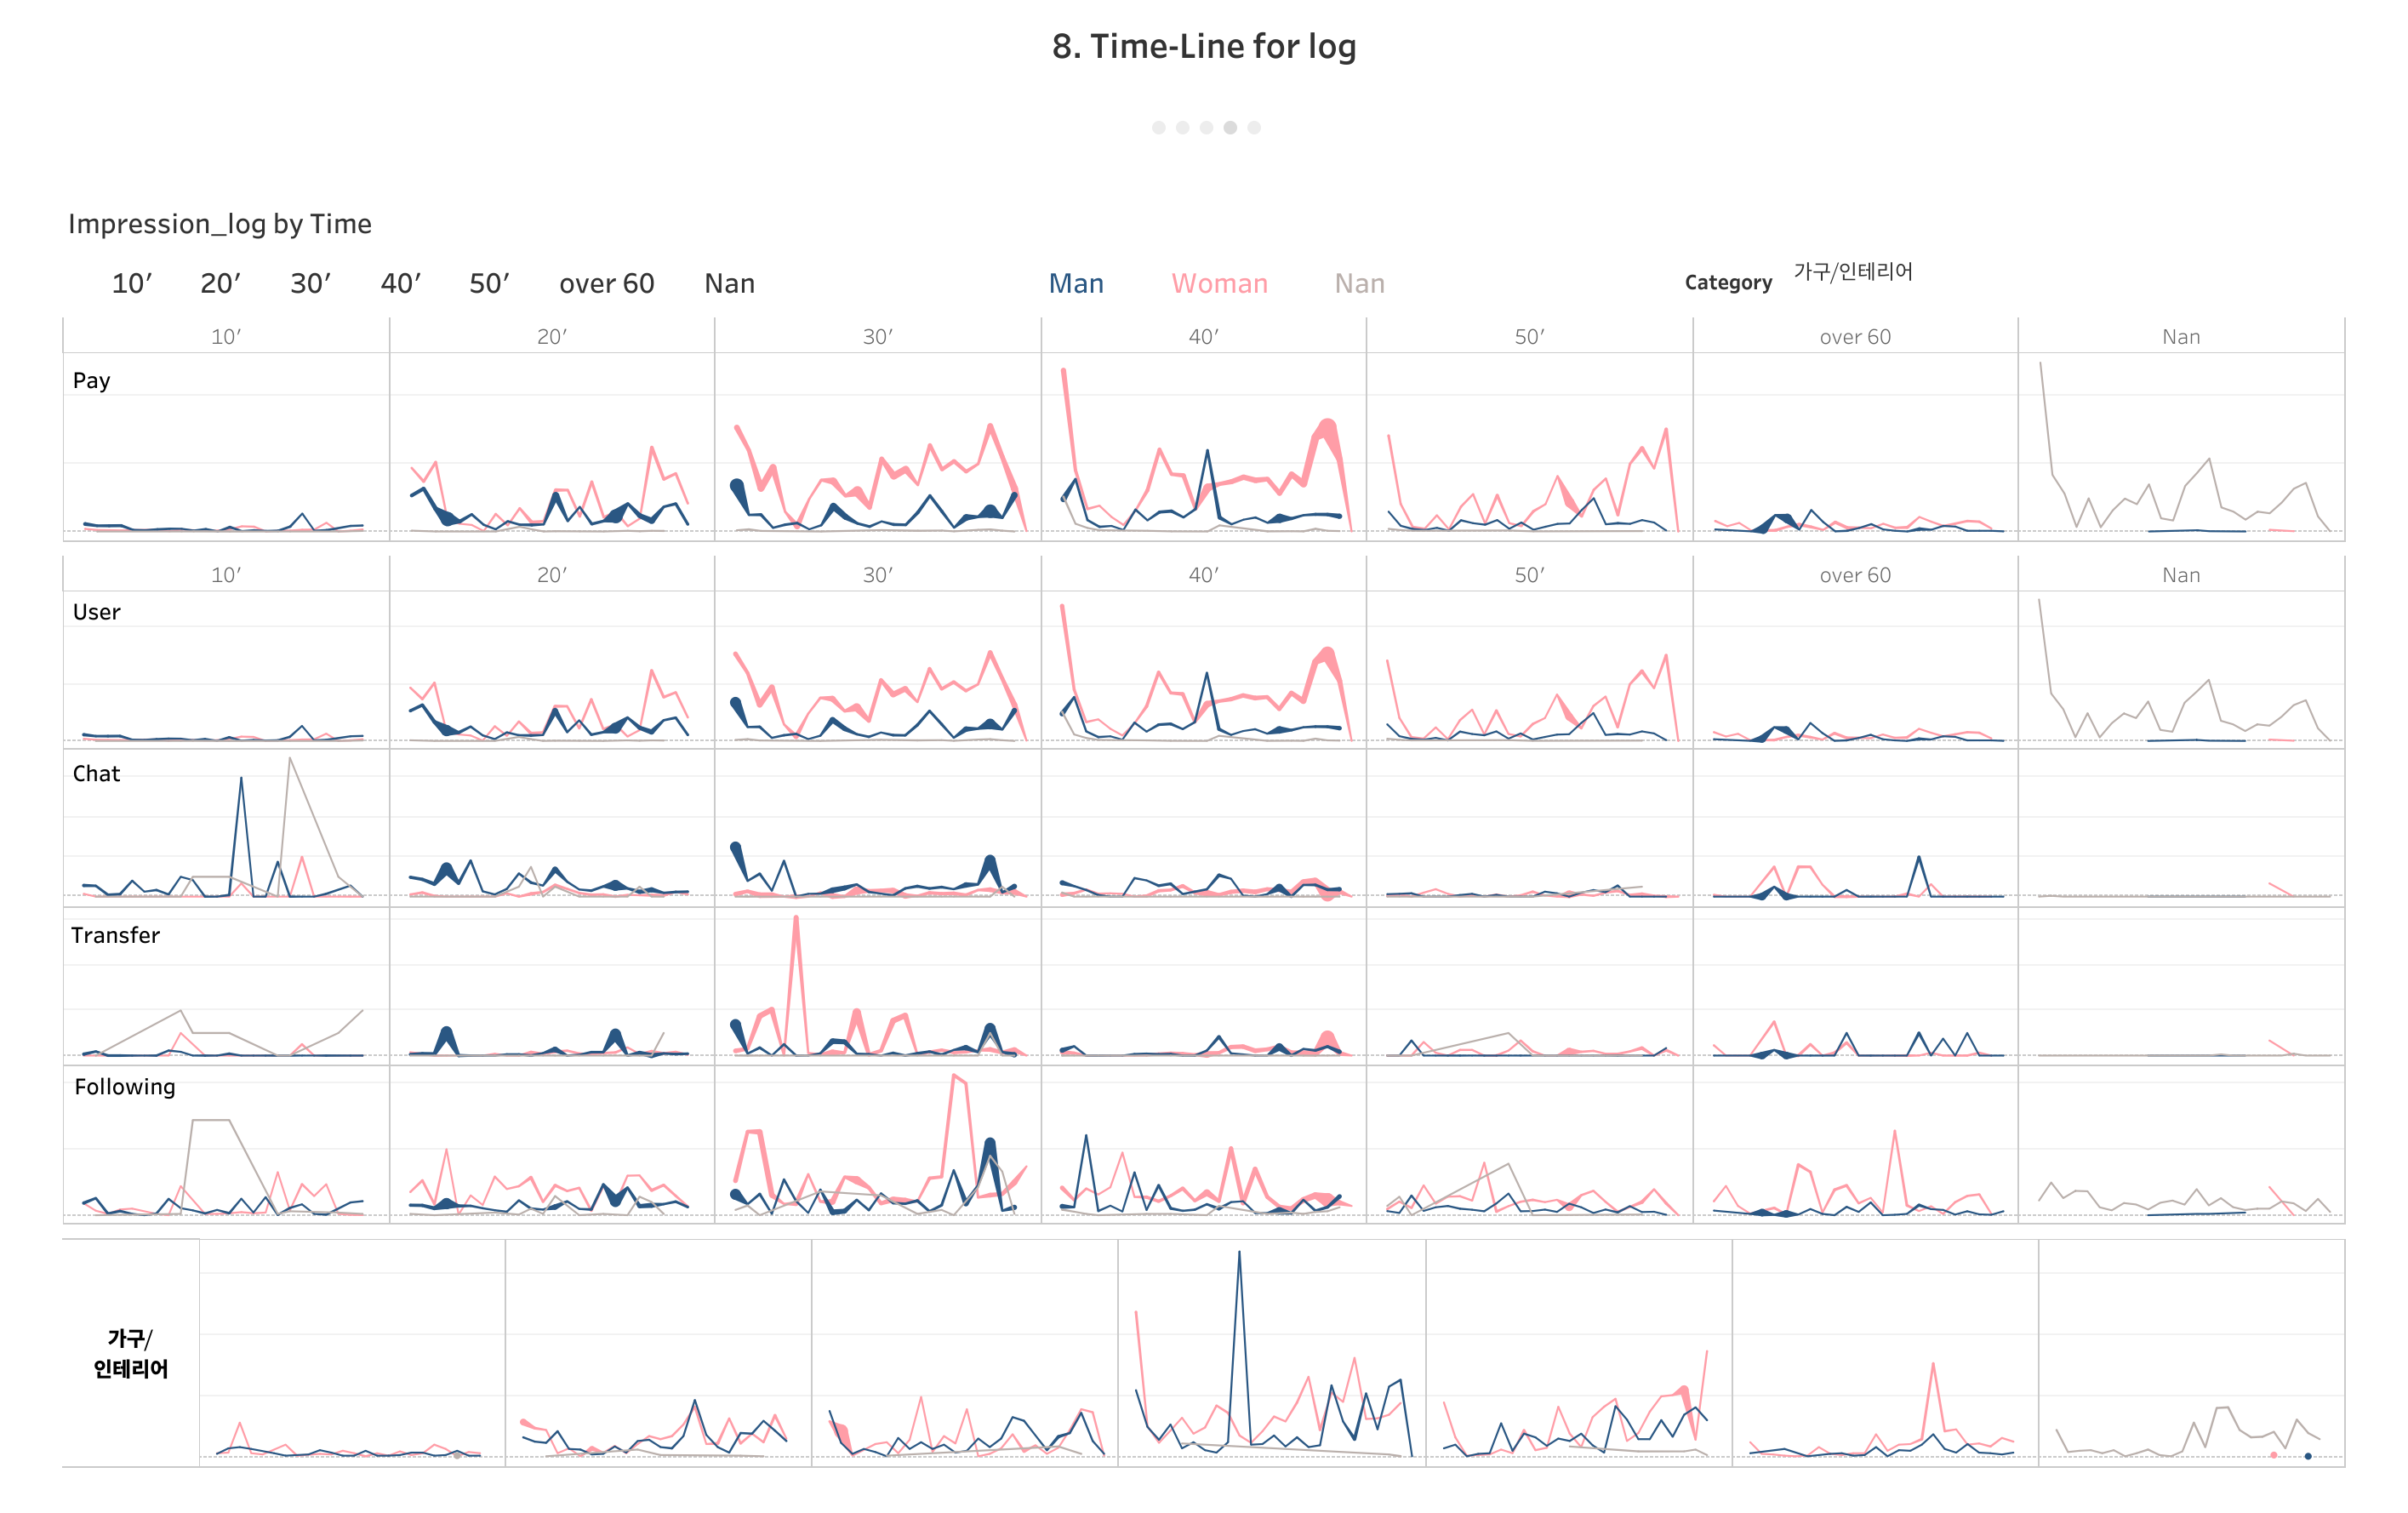 8. Time-Line for log
Impression_log by Time
10′ 20′ 30′ 40′ 50′ over 60 Nan Man Woman Nan Category 가구/인테리어
10′ 20′ 30′ 40′ 50′ over 60 Nan
Pay
10′ 20′ 30′ 40′ 50′ over 60 Nan
User
Chat
Transfer
Following
가구/
인테리어